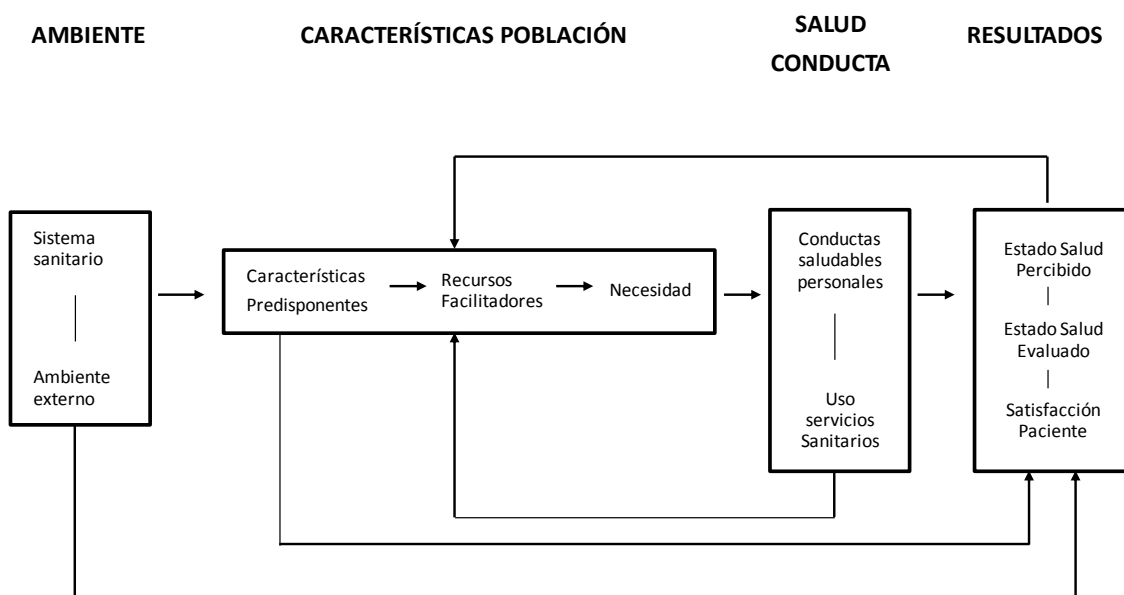 AMBIENTE
CARACTERÍSTICAS POBLACIÓN
SALUD
CONDUCTA
RESULTADOS
Sistema
sanitario
Ambiente
externo
Características
Predisponentes
Recursos
Facilitadores
Necesidad
Conductas
saludables
personales
Uso
servicios
Sanitarios
Estado Salud
Percibido
Estado Salud
Evaluado
Satisfacción
Paciente